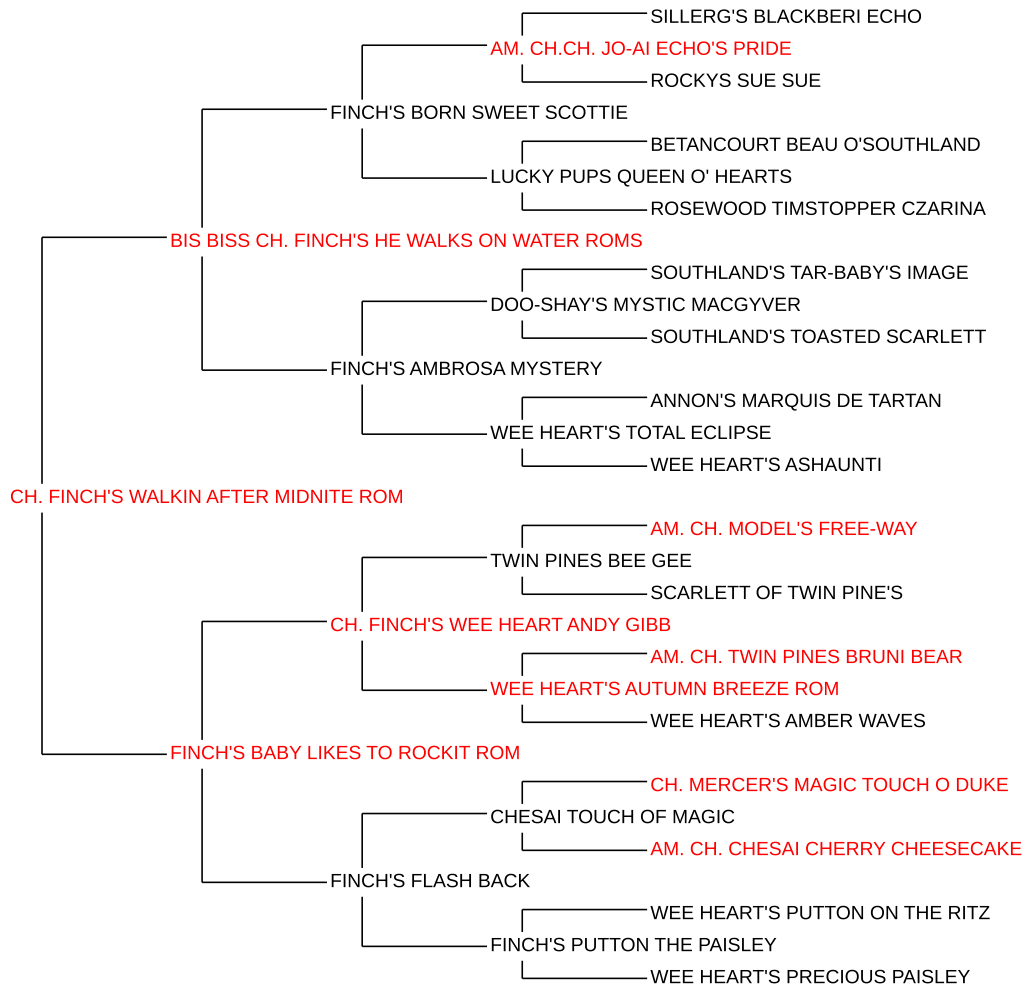 SILLERG'S BLACKBERI ECHO
AM. CH.CH. JO-AI ECHO'S PRIDE
ROCKYS SUE SUE
FINCH'S BORN SWEET SCOTTIE
BETANCOURT BEAU O'SOUTHLAND
LUCKY PUPS QUEEN O' HEARTS
ROSEWOOD TIMSTOPPER CZARINA
BIS BISS CH. FINCH'S HE WALKS ON WATER ROMS
SOUTHLAND'S TAR-BABY'S IMAGE
DOO-SHAY'S MYSTIC MACGYVER
SOUTHLAND'S TOASTED SCARLETT
FINCH'S AMBROSA MYSTERY
ANNON'S MARQUIS DE TARTAN
WEE HEART'S TOTAL ECLIPSE
WEE HEART'S ASHAUNTI
CH. FINCH'S WALKIN AFTER MIDNITE ROM
AM. CH. MODEL'S FREE-WAY
TWIN PINES BEE GEE
SCARLETT OF TWIN PINE'S
CH. FINCH'S WEE HEART ANDY GIBB
AM. CH. TWIN PINES BRUNI BEAR
WEE HEART'S AUTUMN BREEZE ROM
WEE HEART'S AMBER WAVES
FINCH'S BABY LIKES TO ROCKIT ROM
CH. MERCER'S MAGIC TOUCH O DUKE
CHESAI TOUCH OF MAGIC
AM. CH. CHESAI CHERRY CHEESECAKE
FINCH'S FLASH BACK
WEE HEART'S PUTTON ON THE RITZ
FINCH'S PUTTON THE PAISLEY
WEE HEART'S PRECIOUS PAISLEY